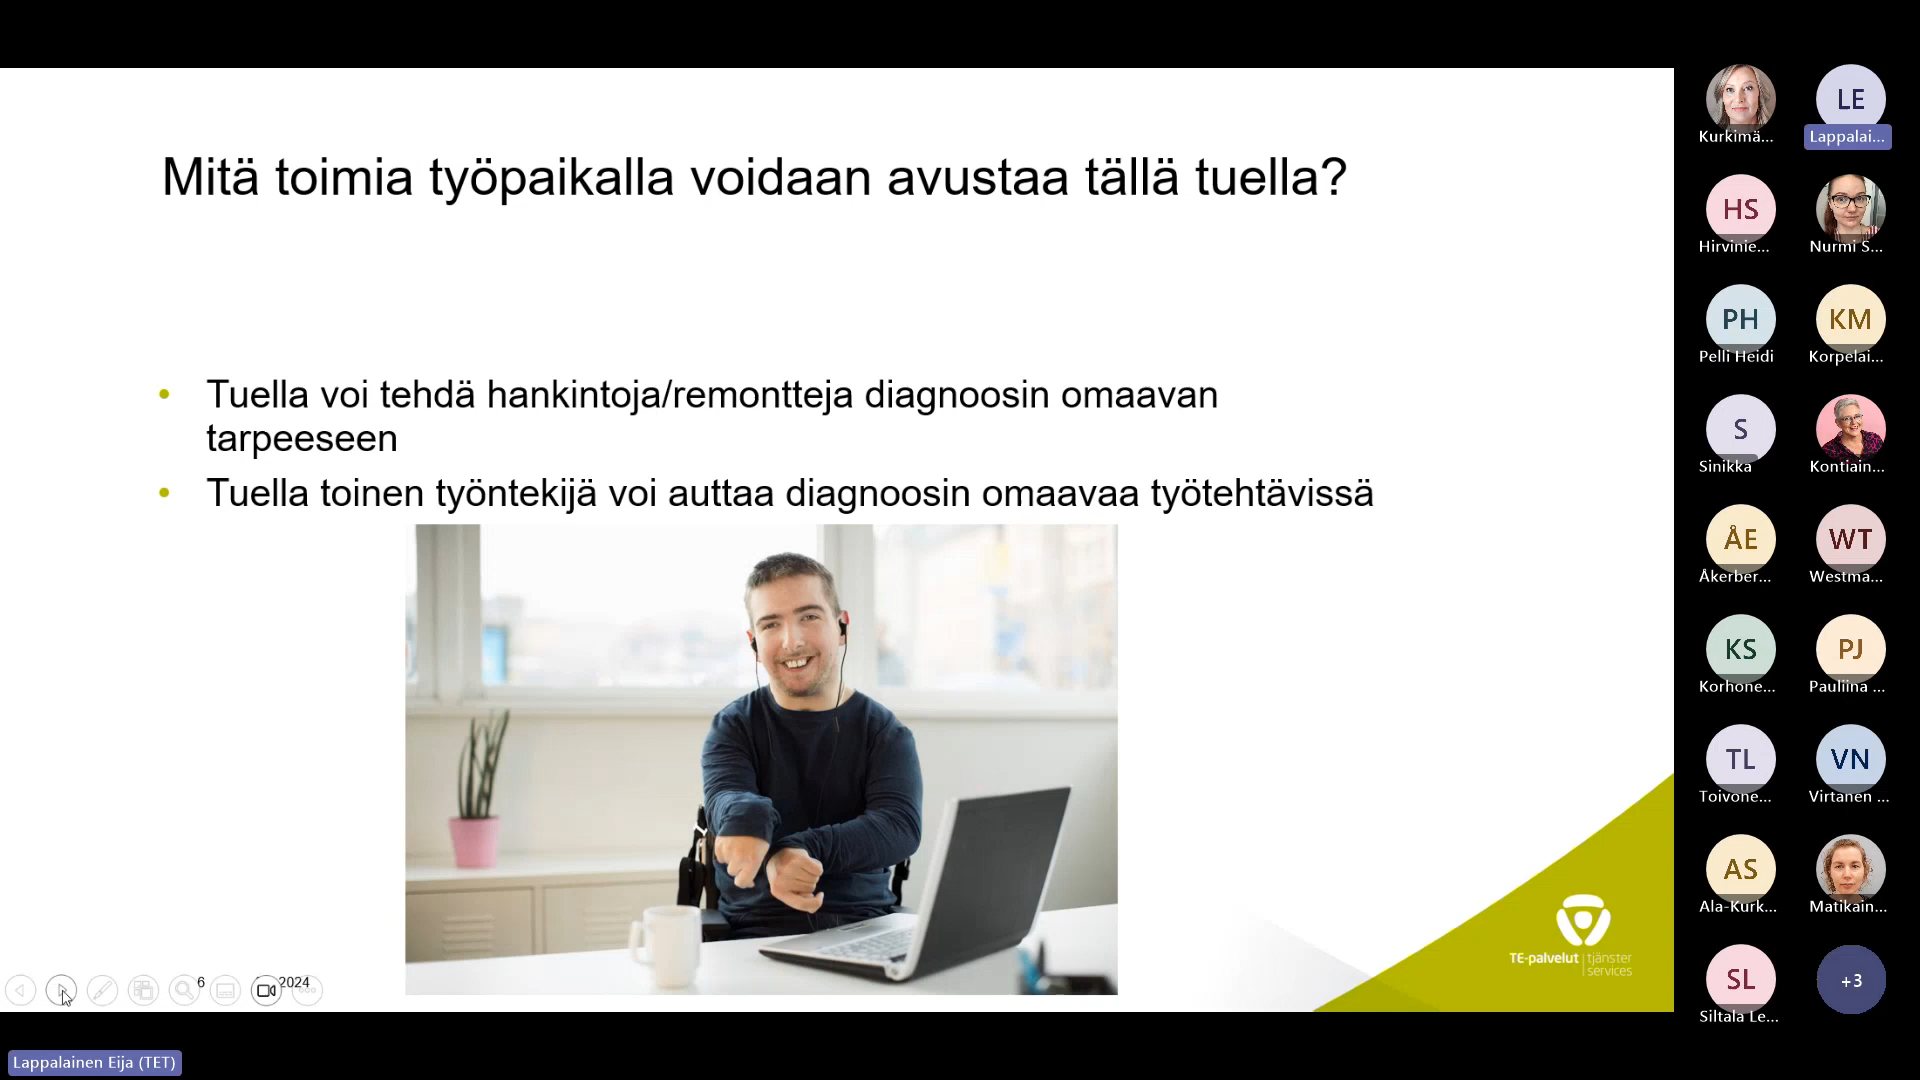 Mitä toimia työpaikalla voidaan avustaa tällä tuella?
• Tuella voi tehdä hankintoja/remontteja diagnoosin omaavan
tarpeeseen
• Tuella toinen työntekijä voi auttaa diagnoosin omaavaa työtehtävissä
6
2024
TE-palvelut | tjänster
services
Kurkimä...
LE
Lappalai...
HS
Hirvinie...
Nurmi S...
PH
Pelli Heidi
KM
Korpelai...
S
Sinikka
Kontiain...
ÅE
Åkerber...
WT
Westma...
KS
Korhone...
PJ
Pauliina ...
TL
Toivone...
VN
Virtanen ...
AS
Ala-Kurk...
Matikain...
SL
Siltala Le...
+3
Lappalainen Eija (TET)